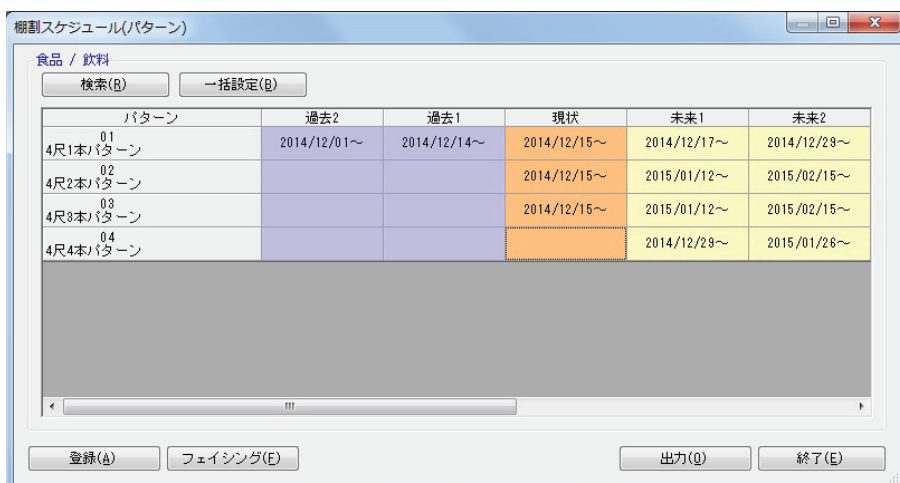 棚割スケジュール(パターン)
食品 / 飲料
検索(R) 一括設定(B)
パターン 過去2 過去1 現状 未来1 未来2
01
4尺1本パターン 2014/12/01～ 2014/12/14～ 2014/12/15～ 2014/12/17～ 2014/12/29～
02
4尺2本パターン 2014/12/15～ 2015/01/12～ 2015/02/15～
03
4尺3本パターン 2014/12/15～ 2015/01/12～ 2015/02/15～
04
4尺4本パターン 2014/12/29～ 2015/01/26～
登録(A) フェイシング(F) 出力(O) 終了(E)